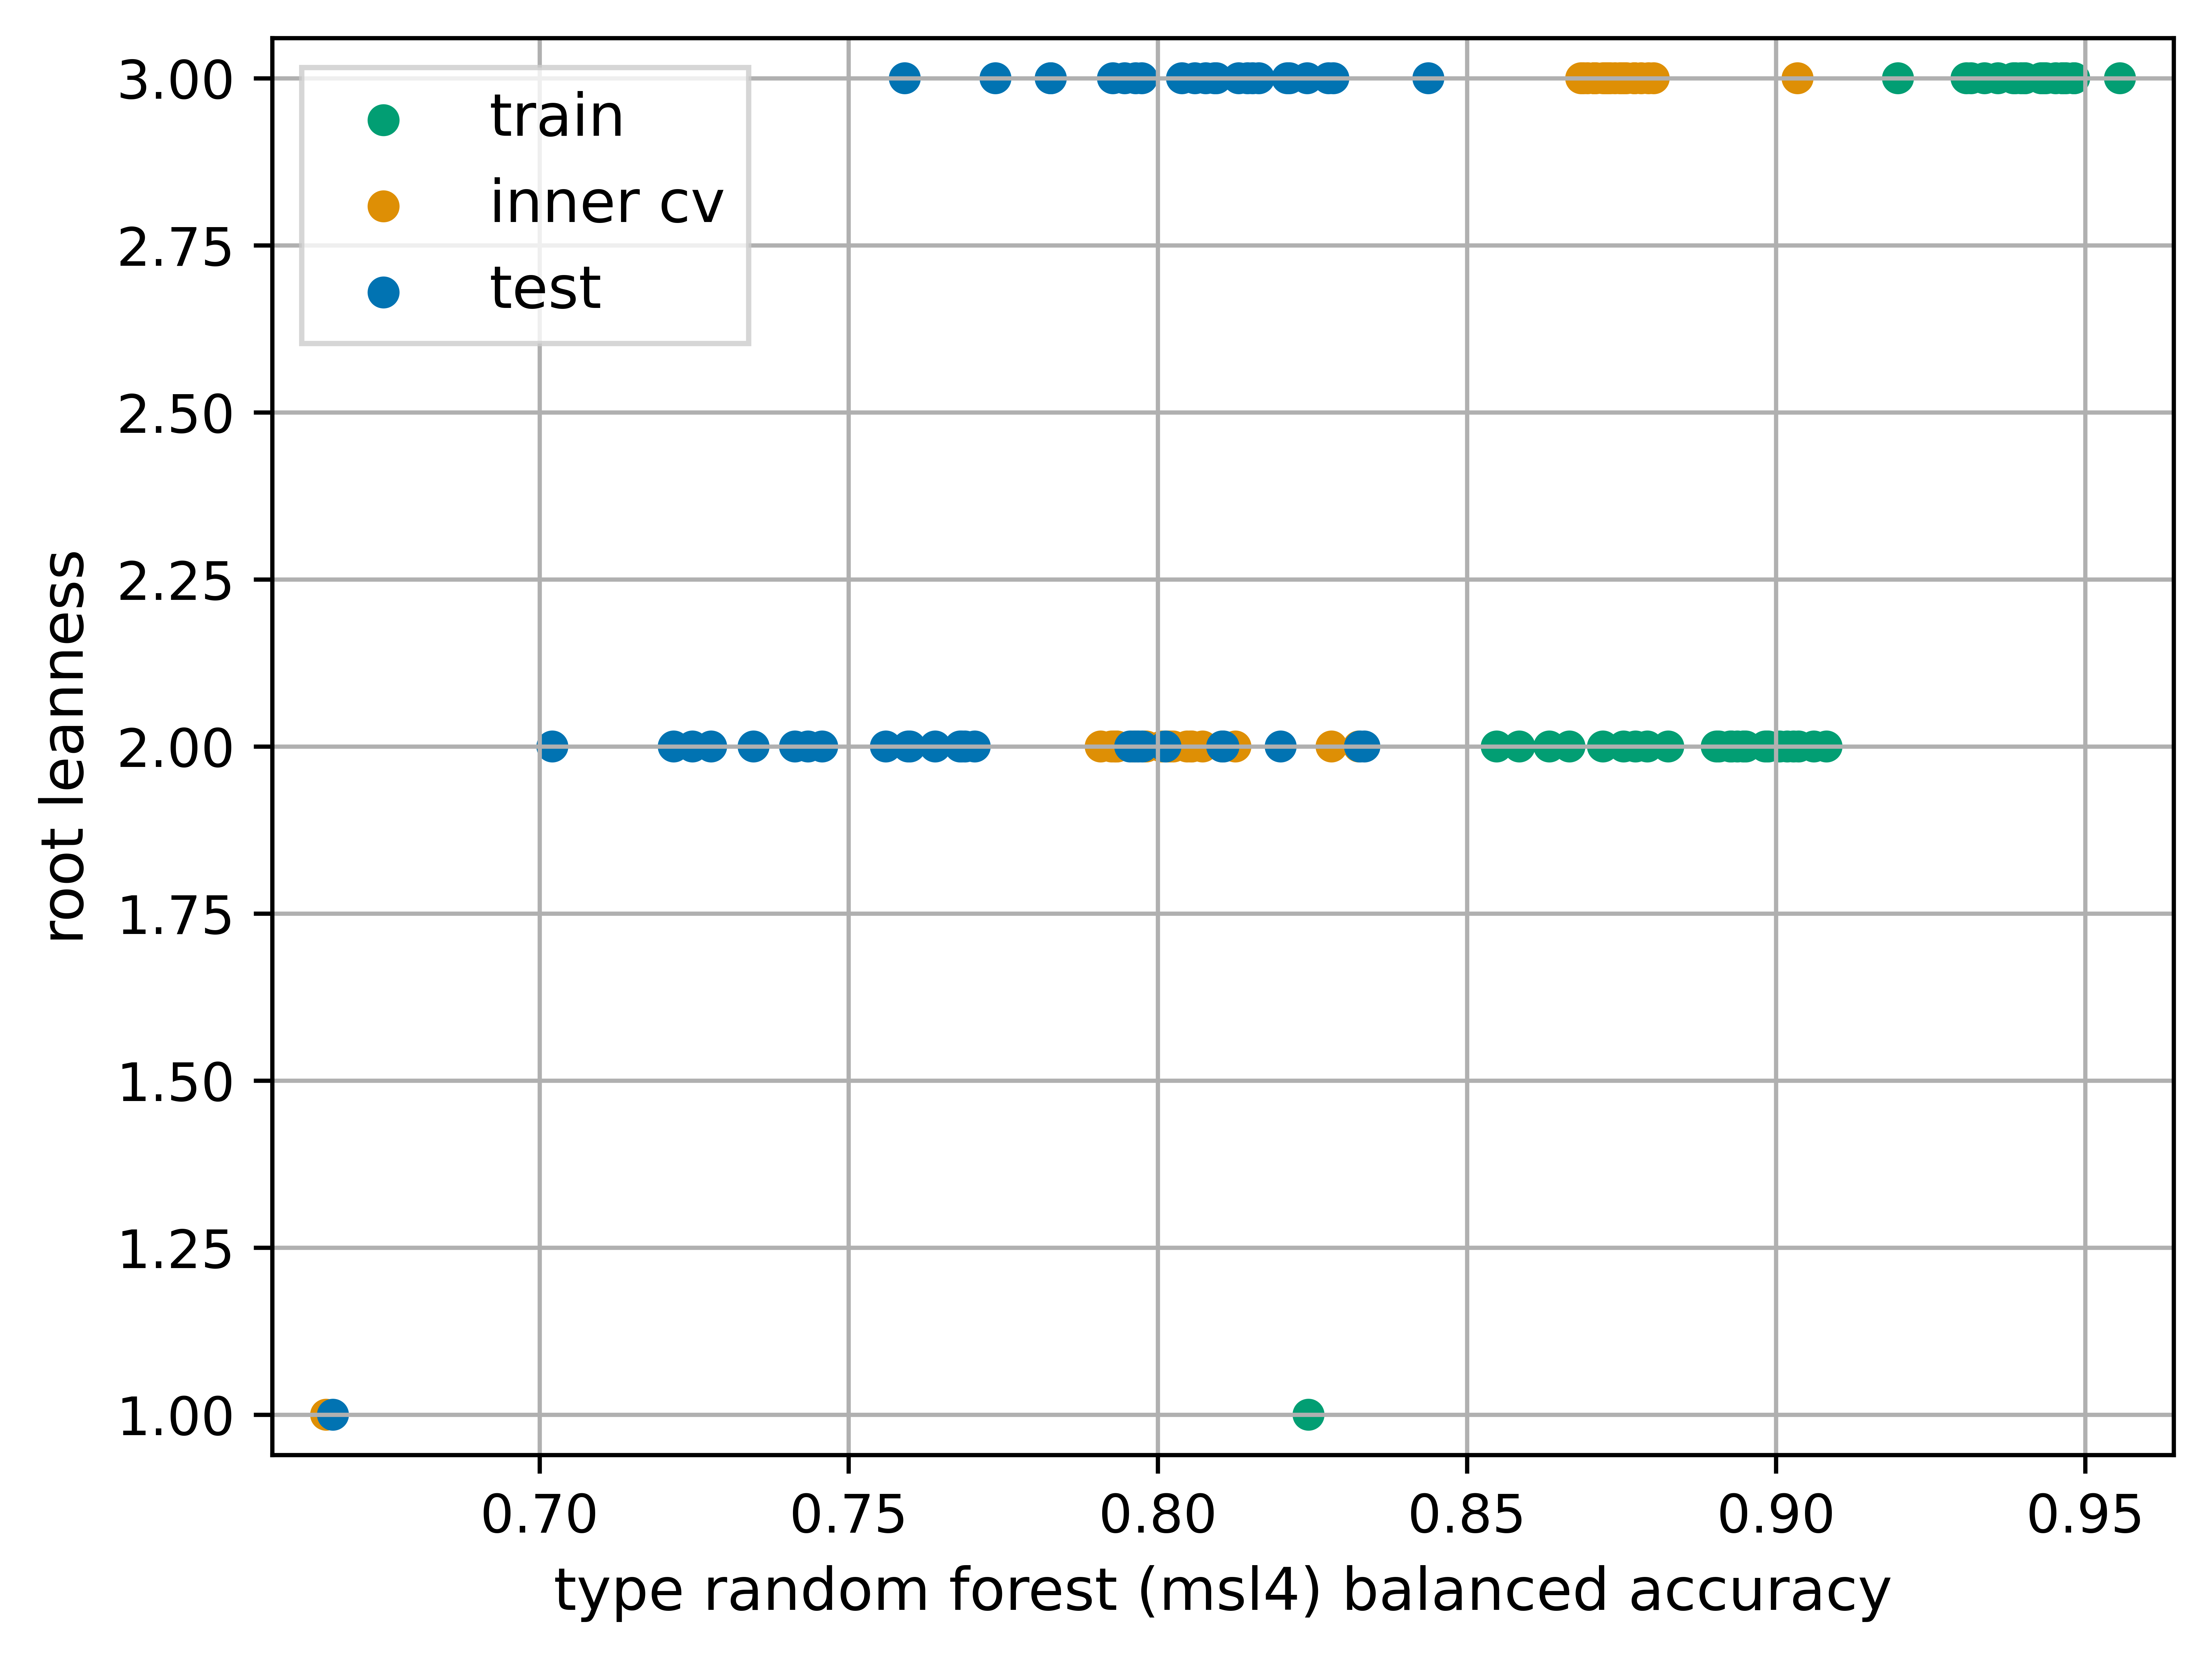 3.00
2.75
2.50
2.25
2.00
1.75
1.50
1.25
1.00
root leanness
train
inner cv
test
0.70 0.75 0.80 0.85 0.90 0.95
type random forest (msl4) balanced accuracy